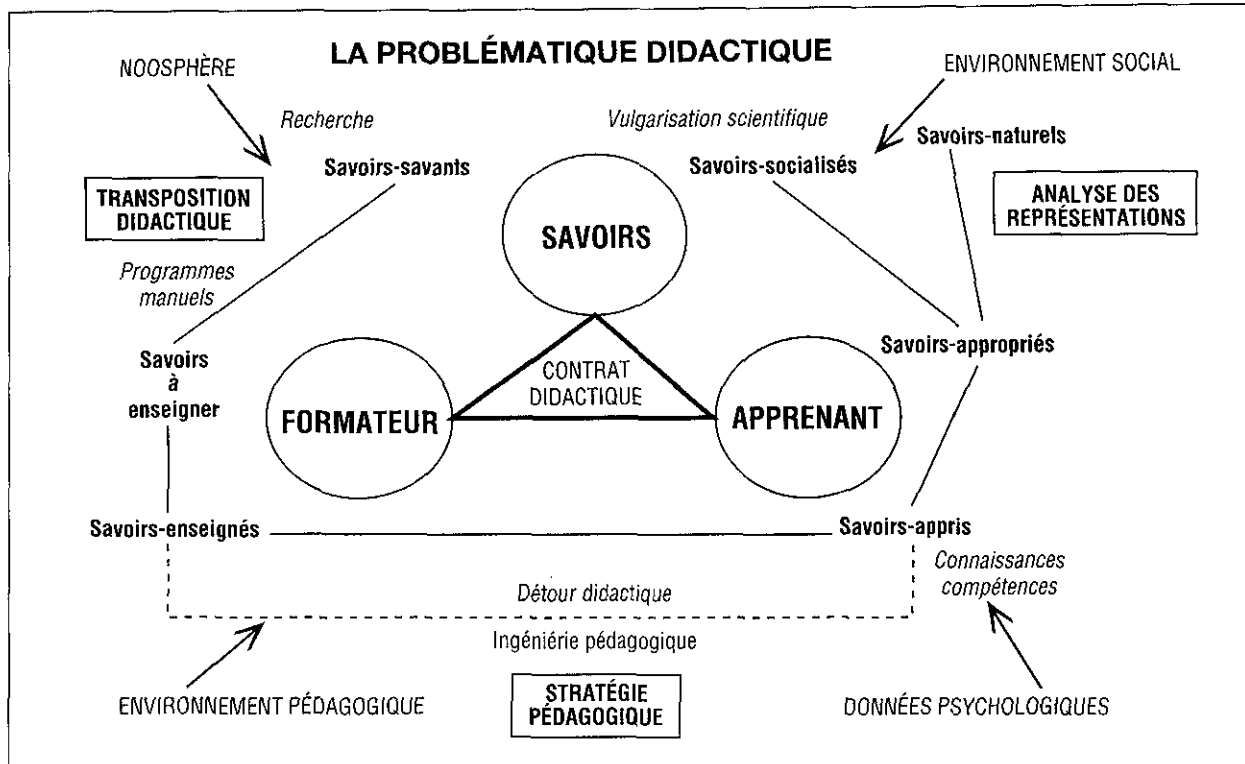 LA PROBLÉMATIQUE DIDACTIQUE
NOOSPHÈRE
ENVIRONNEMENT SOCIAL
Recherche
Vulgarisation scientifique
Savoirs-naturels
Savoirs-savants
Savoirs-socialisés
TRANSPOSITION
DIDACTIQUE
ANALYSE DES
REPRÉSENTATIONS
SAVOIRS
Programmes
manuels
Savoirs
à
enseigner
Savoirs-appropriés
CONTRAT
DIDACTIQUE
FORMATEUR
APPRENANT
Savoirs-enseignés
Savoirs-appris
Connaissances
compétences
Détour didactique
Ingéniérie pédagogique
ENVIRONNEMENT PÉDAGOGIQUE
STRATÉGIE
PÉDAGOGIQUE
DONNÉES PSYCHOLOGIQUES